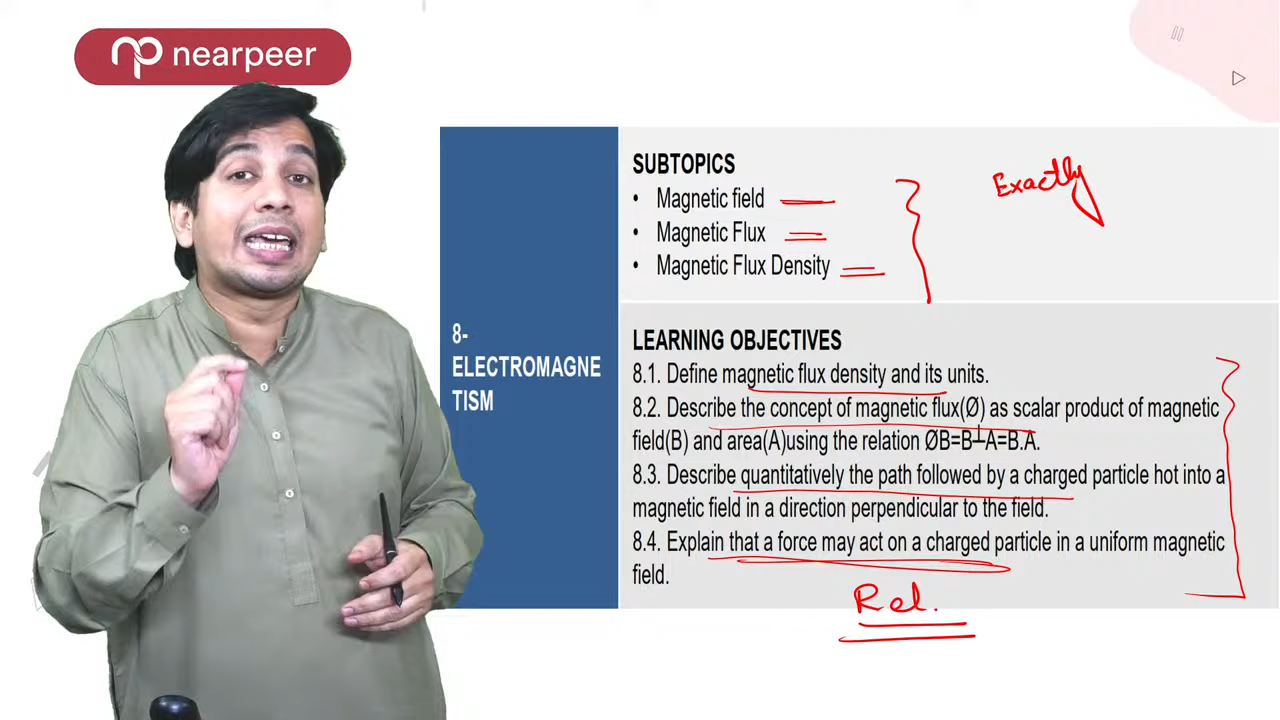 nearpeer
SUBTOPICS
• Magnetic field
• Magnetic Flux
• Magnetic Flux Density
Exactly
8-
ELECTROMAGNE
TISM
LEARNING OBJECTIVES
8.1. Define magnetic flux density and its units.
8.2. Describe the concept of magnetic flux(Ø) as scalar product of magnetic
field(B) and area(A)using the relation ØB=B┴A=B.A.
8.3. Describe quantitatively the path followed by a charged particle hot into a
magnetic field in a direction perpendicular to the field.
8.4. Explain that a force may act on a charged particle in a uniform magnetic
field.
Rel.